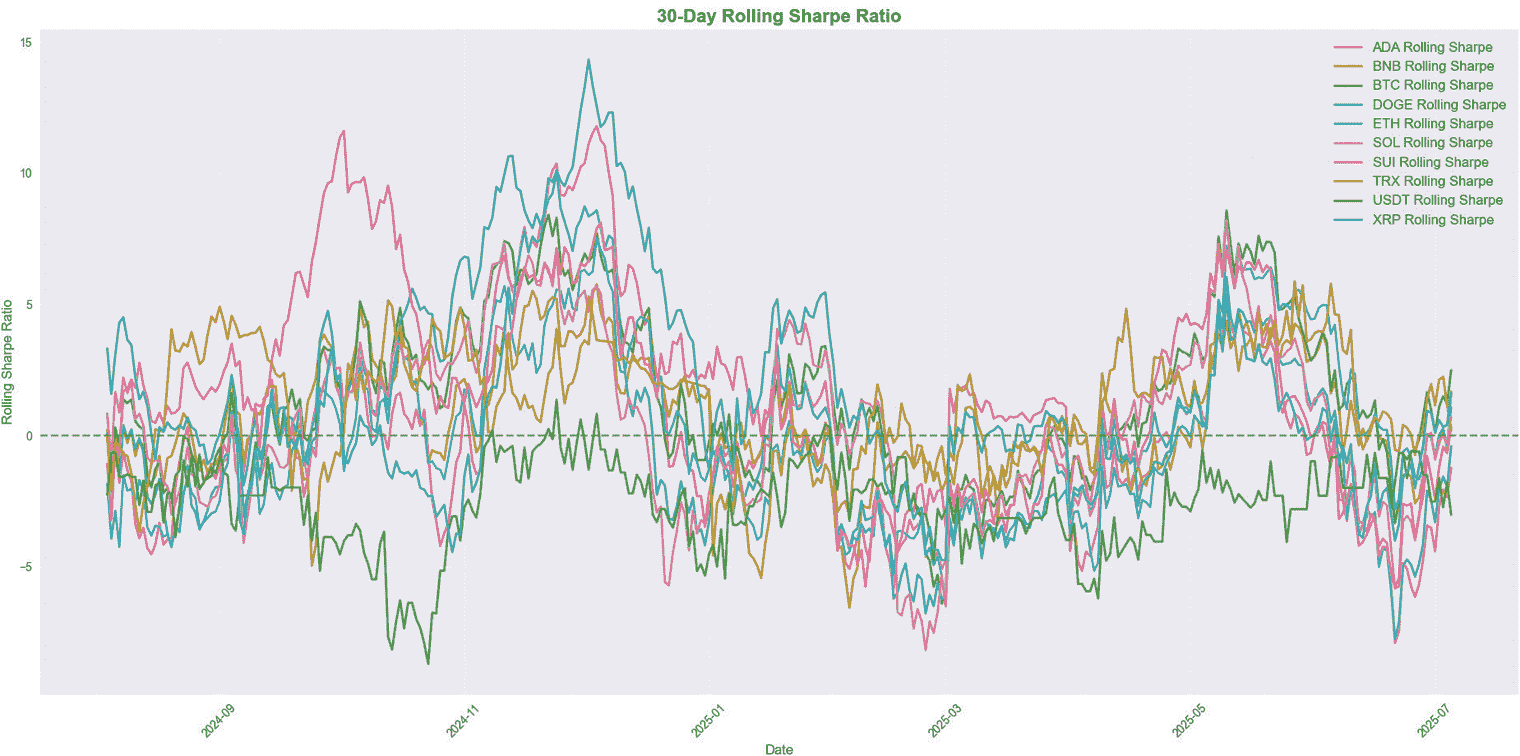 30-Day Rolling Sharpe Ratio
15
10
5
0
−5
Rolling Sharpe Ratio
ADA Rolling Sharpe
BNB Rolling Sharpe
BTC Rolling Sharpe
DOGE Rolling Sharpe
ETH Rolling Sharpe
SOL Rolling Sharpe
SUI Rolling Sharpe
TRX Rolling Sharpe
USDT Rolling Sharpe
XRP Rolling Sharpe
2024-09
2024-11
2025-01
2025-03
2025-05
2025-07
Date